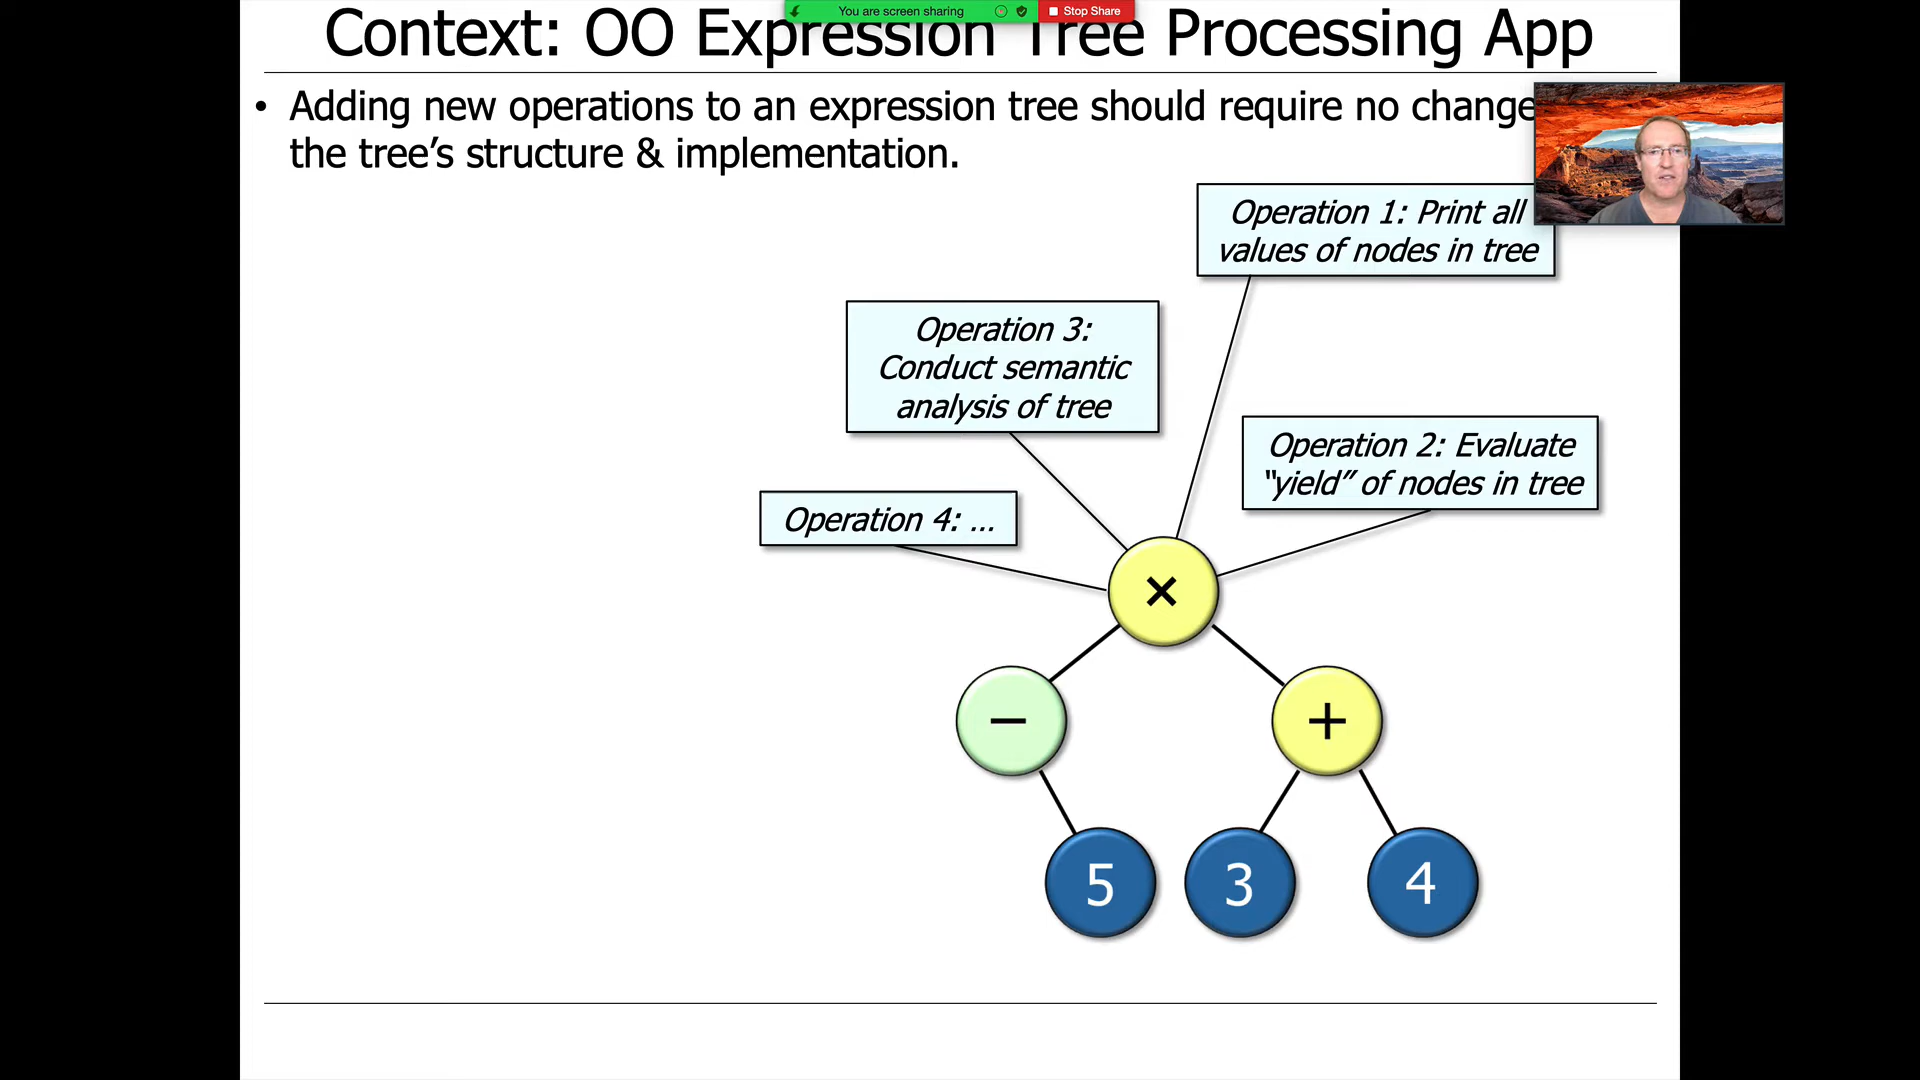 You are screen sharing
Stop Share
Context: OO Expression Tree Processing App
• Adding new operations to an expression tree should require no change
the tree’s structure & implementation.
Operation 1: Print all
values of nodes in tree
Operation 3:
Conduct semantic
analysis of tree
Operation 2: Evaluate
“yield” of nodes in tree
Operation 4: ...
×
− +
5 3 4